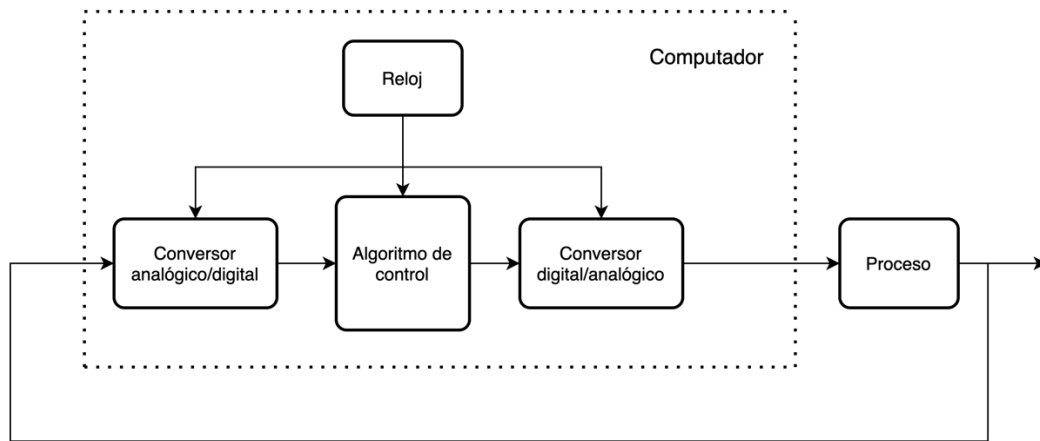 Computador
Reloj
Conversor
analógico/digital
Algoritmo de
control
Conversor
digital/analógico
Proceso